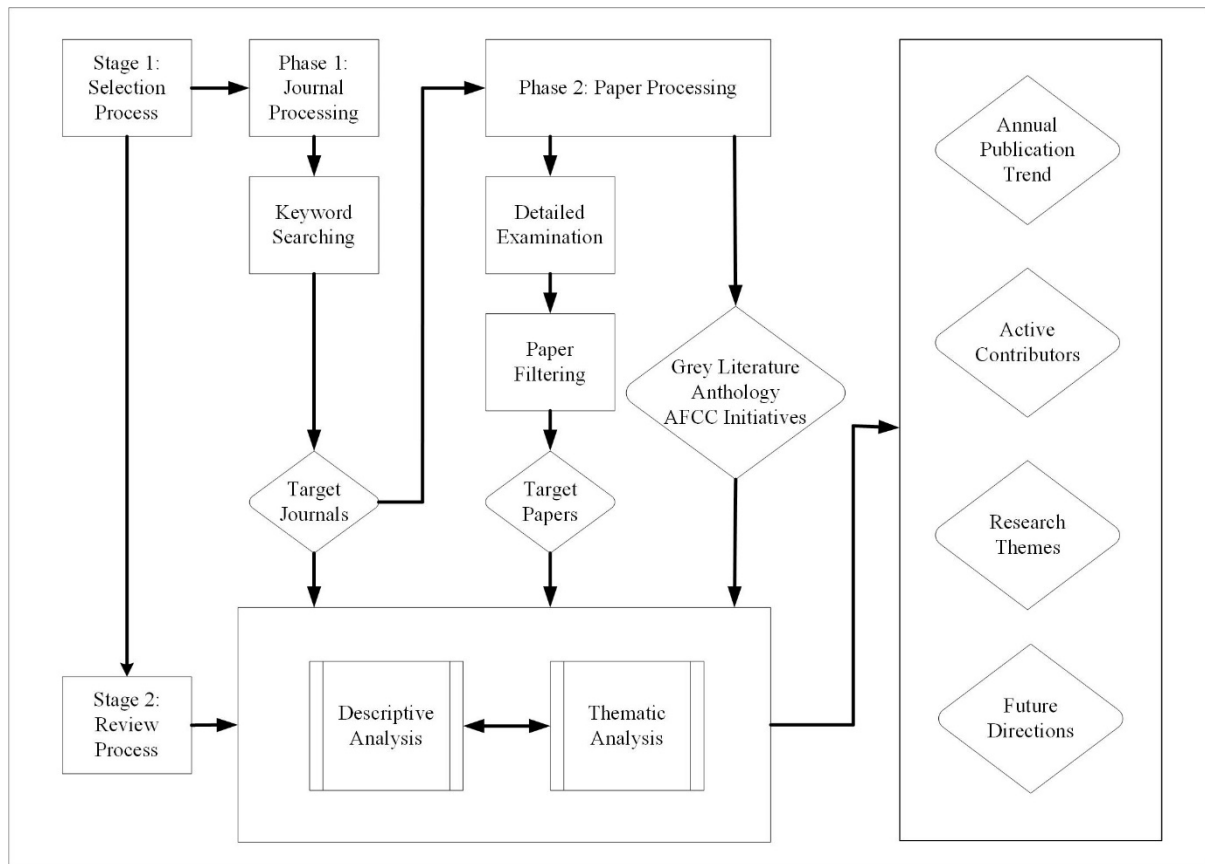 Stage 1:
Selection
Process
Phase 1:
Journal
Processing
Phase 2: Paper Processing
Keyword
Searching
Detailed
Examination
Paper
Filtering
Grey Literature
Anthology
AFCC Initiatives
Target
Journals
Target
Papers
Stage 2:
Review
Process
Descriptive
Analysis
Thematic
Analysis
Annual
Publication
Trend
Active
Contributors
Research
Themes
Future
Directions